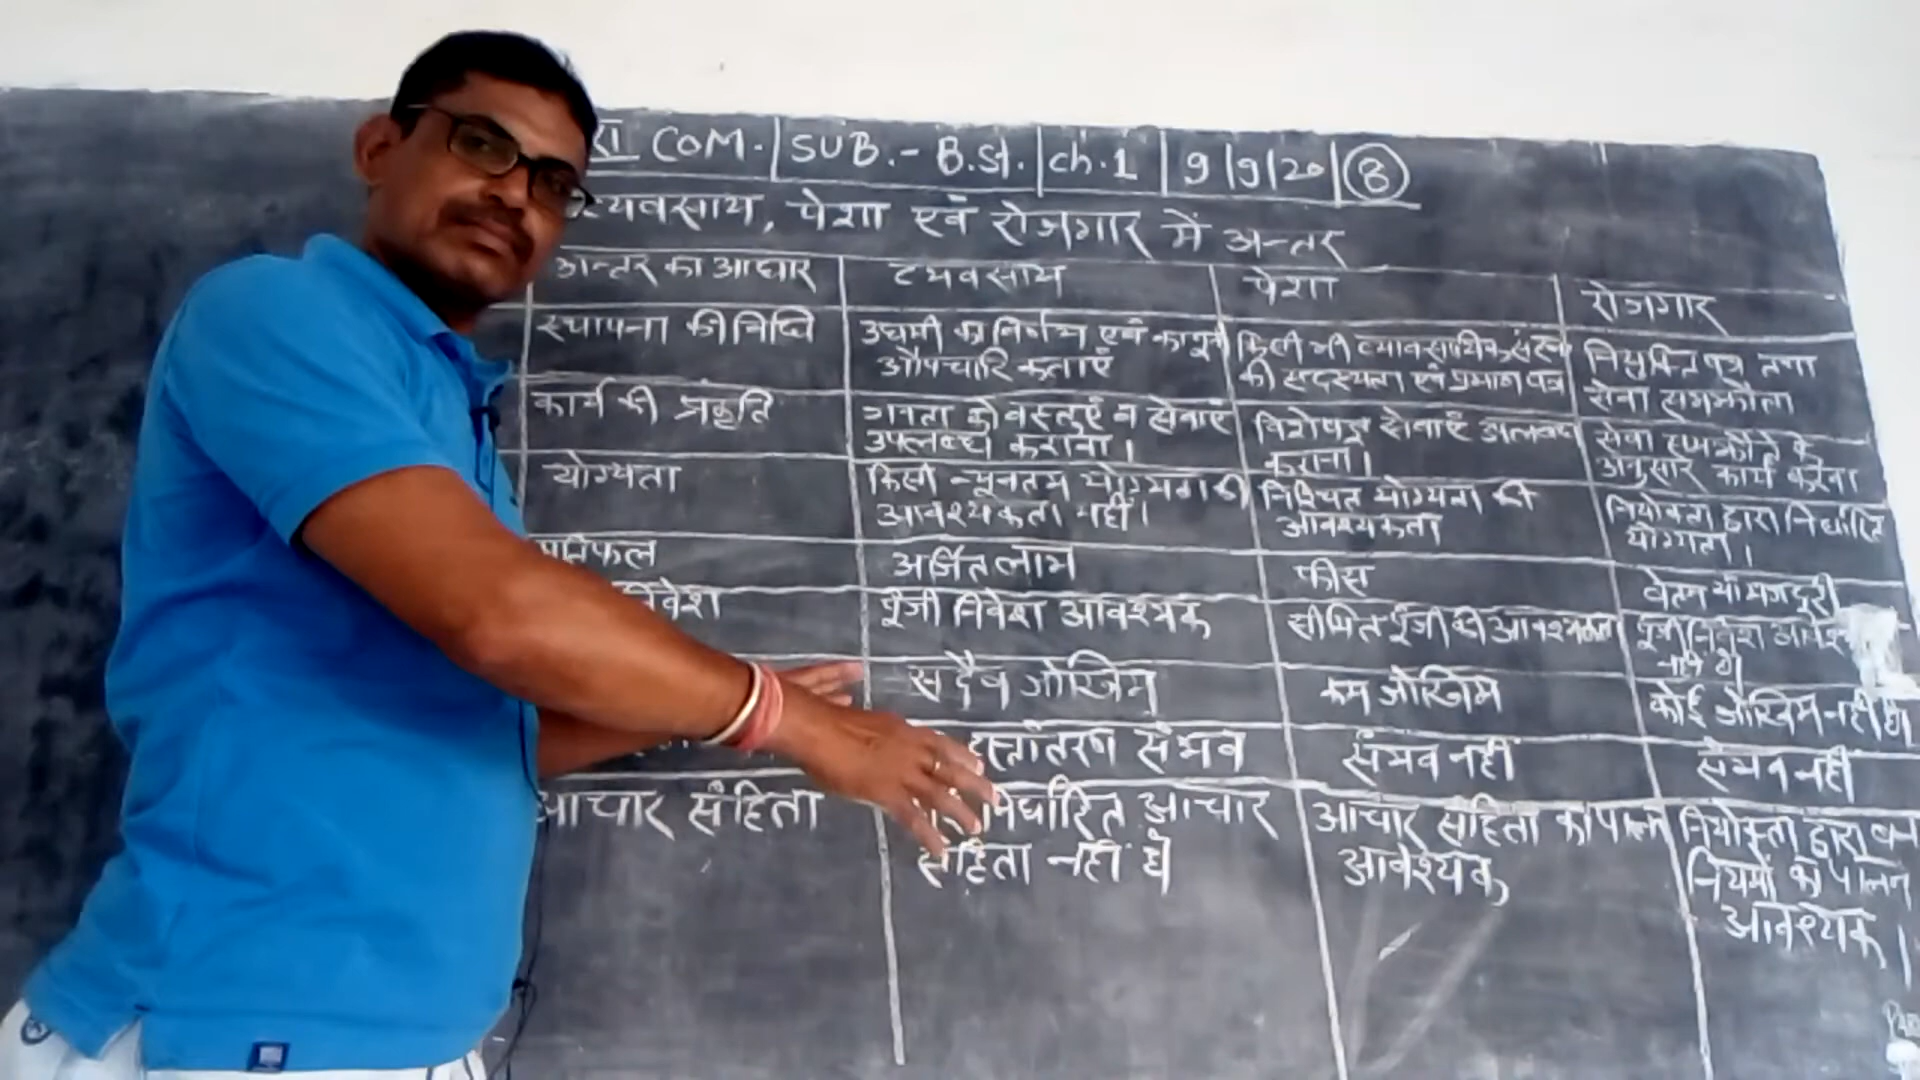 COM. | SUB.- B.St. | ch.1 | 9/9/20 | 8
व्यवसाय, पेशा एवं रोजगार में अन्तर
अन्तर का आधार व्यवसाय पेशा रोजगार
स्थापना की विधि उद्यमी का निर्णय एवं कानूनी औपचारिकताएं किसी भी व्यावसायिक संस्था की सदस्यता एवं प्रमाण पत्र नियुक्ति पत्र तथा सेवा समझौता
कार्य की प्रकृति जनता को वस्तुएं व सेवाएं उपलब्ध कराना। विशेषज्ञ सेवाएं उपलब्ध कराना। सेवा समझौते के अनुसार कार्य करना
योग्यता किसी न्यूनतम योग्यता की आवश्यकता नहीं। निश्चित योग्यता की आवश्यकता नियोक्ता द्वारा निर्धारित योग्यता।
प्रतिफल अर्जित लाभ फीस वेतन या मजदूरी
निवेश पूंजी निवेश आवश्यक सीमित पूंजी की आवश्यकता पूंजी निवेश
सदैव जोखिम कम जोखिम कोई जोखिम नहीं है।
हस्तांतरण संभव संभव नहीं संभव नहीं
आचार संहिता निर्धारित आचार संहिता नहीं है आचार संहिता का पालन आवश्यक नियोक्ता द्वारा नियमों का पालन आवश्यक।